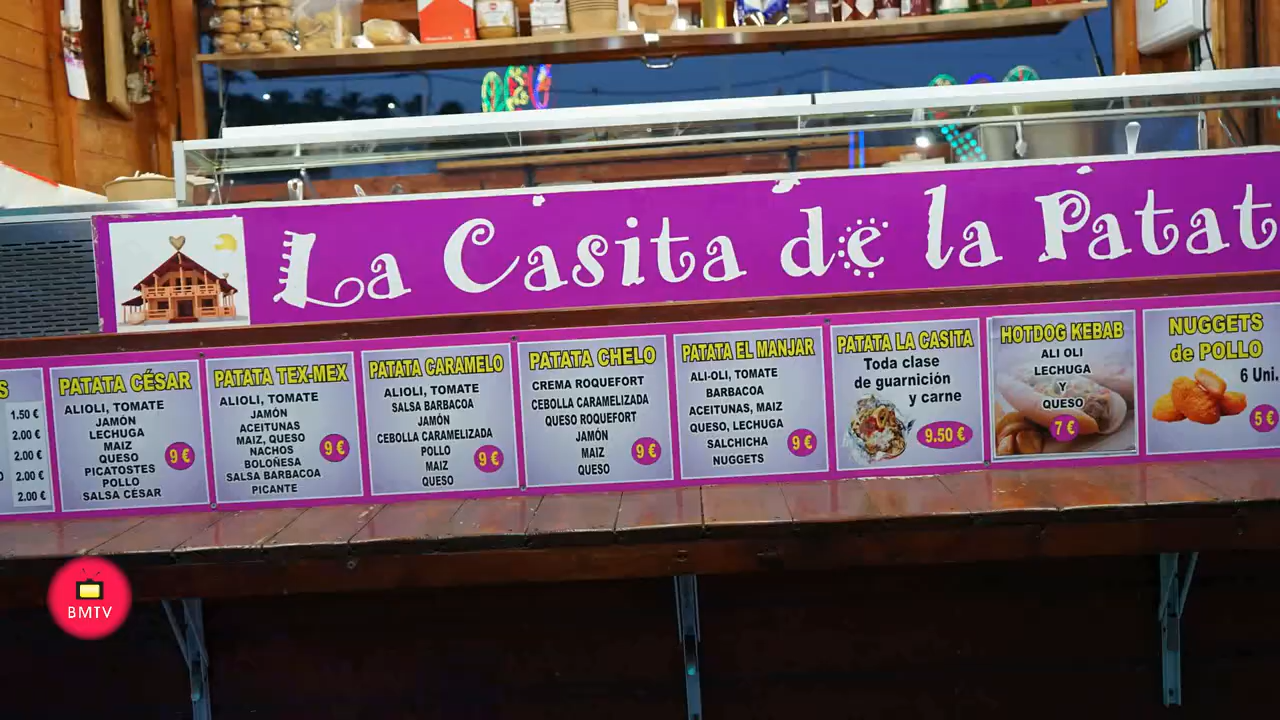 La Casita de la Patat
S
1.50 €
2.00 €
2.00 €
2.00 €
2.00 €
PATATA CÉSAR
ALIOLI, TOMATE
JAMÓN
LECHUGA
MAIZ
QUESO
PICATOSTES
POLLO
SALSA CÉSAR
9 €
PATATA TEX-MEX
ALIOLI, TOMATE
JAMÓN
ACEITUNAS
MAIZ, QUESO
NACHOS
BOLOÑESA
SALSA BARBACOA
PICANTE
9 €
PATATA CARAMELO
ALIOLI, TOMATE
SALSA BARBACOA
JAMÓN
CEBOLLA CARAMELIZADA
POLLO
MAIZ
QUESO
9 €
PATATA CHELO
CREMA ROQUEFORT
CEBOLLA CARAMELIZADA
QUESO ROQUEFORT
JAMÓN
MAIZ
QUESO
9 €
PATATA EL MANJAR
ALI-OLI, TOMATE
BARBACOA
ACEITUNAS, MAIZ
QUESO, LECHUGA
SALCHICHA
NUGGETS
9 €
PATATA LA CASITA
Toda clase
de guarnición
y carne
9.50 €
HOTDOG KEBAB
ALI OLI
LECHUGA
Y
QUESO
7 €
NUGGETS
de POLLO
6 Uni.
5 €
BMTV